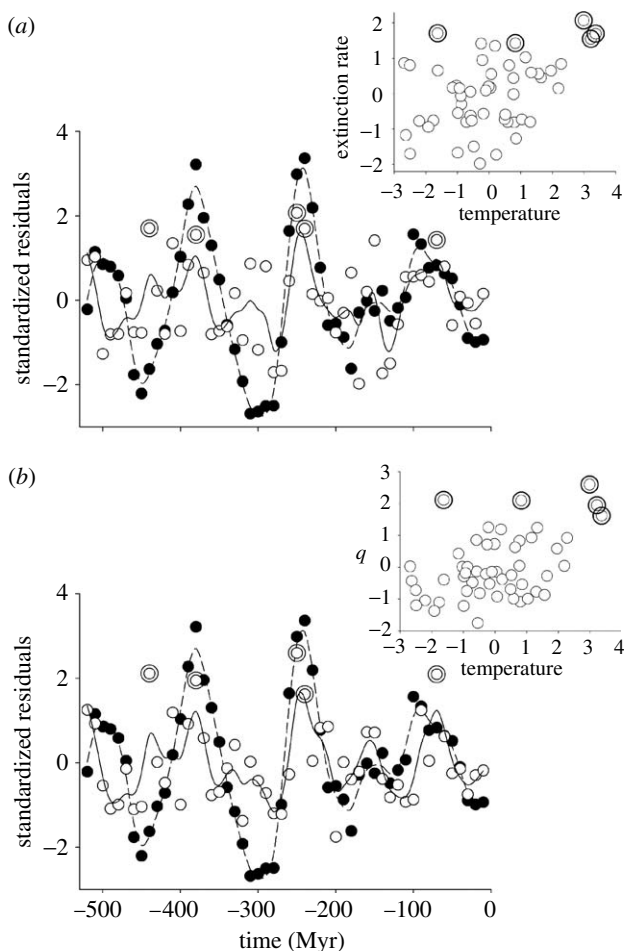 (a)
extinction rate
2
1
0
−1
−2
−3 −2 −1 0 1 2 3 4
temperature
standardized residuals
4
2
0
−2
(b)
q
3
2
1
0
−1
−2
−3 −2 −1 0 1 2 3 4
temperature
standardized residuals
4
2
0
−2
−500 −400 −300 −200 −100 0
time (Myr)